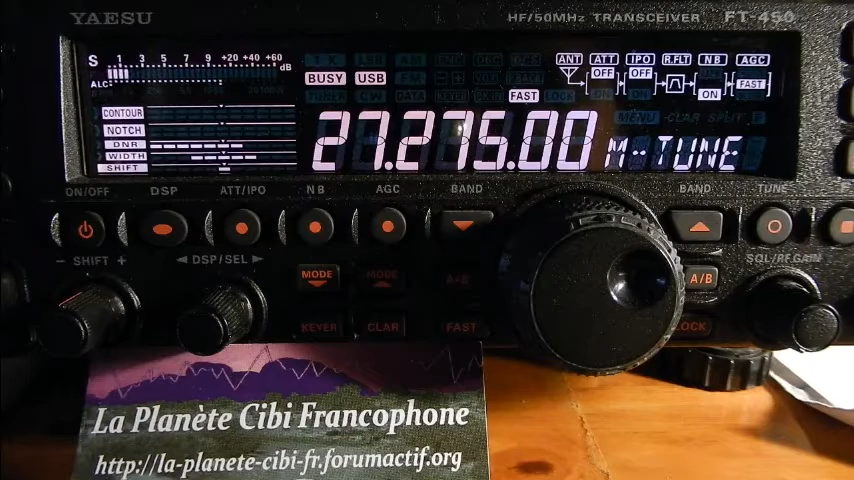 YAESU
HF/50MHz TRANSCEIVER FT-450
S 1 3 5 7 9 +20 +40 +60 dB
ALC
BUSY USB
FAST
ANT ATT IPO R.FLT NB AGC
OFF OFF ON FAST
CONTOUR
NOTCH
DNR
WIDTH
SHIFT
27.275.00 M-TUNE
ON/OFF DSP ATT/IPO NB AGC BAND BAND TUNE
− SHIFT + ◄ DSP/SEL ► SQL/RF GAIN
MODE MODE A▸B A/B
KEYER CLAR FAST LOCK
La Planète Cibi Francophone
http://la-planete-cibi-fr.forumactif.org